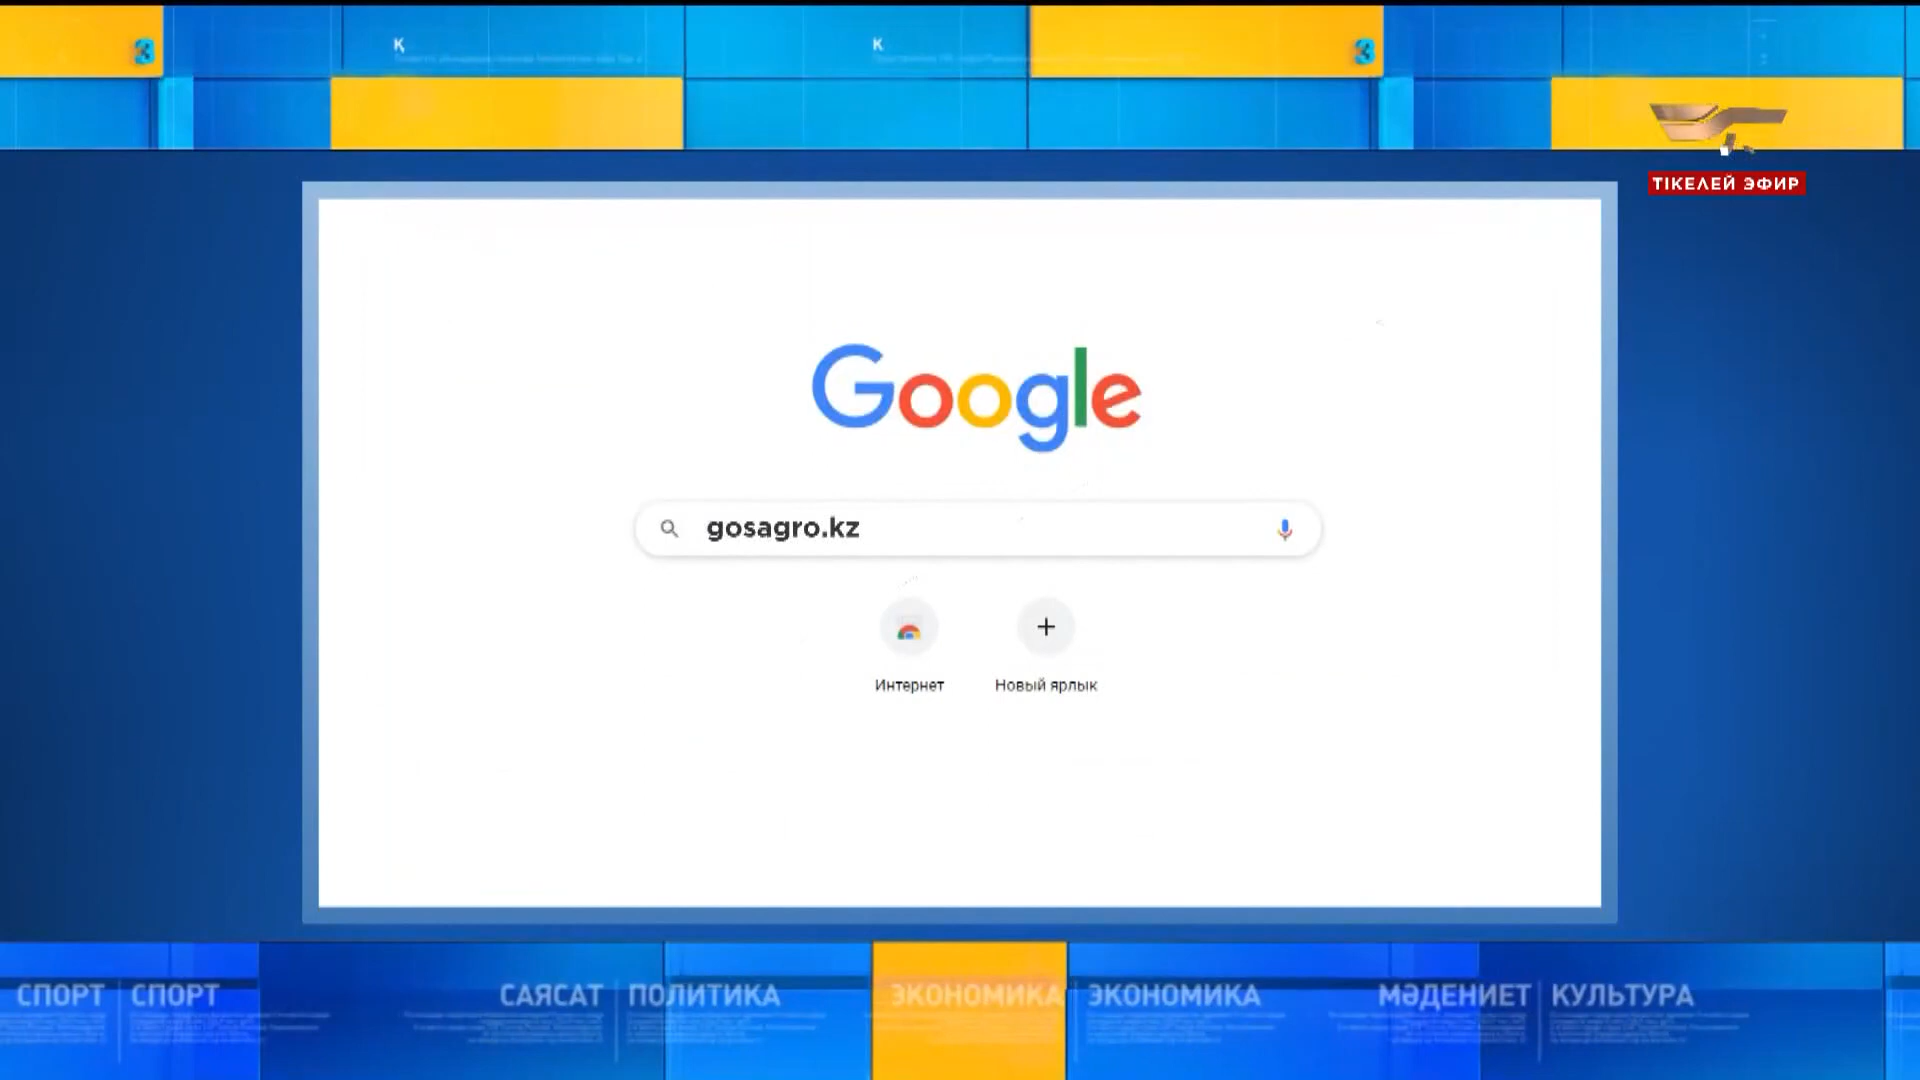 З
Қ
Қ
З
ТІКЕЛЕЙ ЭФИР
Google
gosagro.kz
Интернет
Новый ярлык
СПОРТ
СПОРТ
САЯСАТ
ПОЛИТИКА
ЭКОНОМИКА
ЭКОНОМИКА
МӘДЕНИЕТ
КУЛЬТУРА